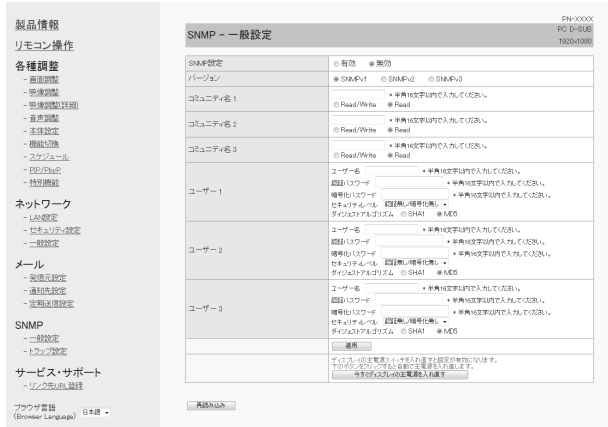 製品情報
リモコン操作
各種調整
- 画面調整
- 映像調整
- 映像調整(詳細)
- 音声調整
- 本体設定
- 機能切換
- スケジュール
- PIP/PbyP
- 特別機能
ネットワーク
- LAN設定
- セキュリティ設定
- 一般設定
メール
- 発信元設定
- 通知先設定
- 定期送信設定
SNMP
- 一般設定
- トラップ設定
サービス・サポート
- リンク先URL登録
ブラウザ言語
(Browser Language) 日本語
PN-XXXX
SNMP - 一般設定
PC D-SUB
1920x1080
SNMP設定 有効 無効
バージョン SNMPv1 SNMPv2 SNMPv3
コミュニティ名 1
* 半角16文字以内で入力してください。
Read/Write Read
コミュニティ名 2
* 半角16文字以内で入力してください。
Read/Write Read
コミュニティ名 3
* 半角16文字以内で入力してください。
Read/Write Read
ユーザー 1
ユーザー名 * 半角16文字以内で入力してください。
認証パスワード * 半角16文字以内で入力してください。
暗号化パスワード * 半角16文字以内で入力してください。
セキュリティレベル 認証無し/暗号化無し
ダイジェストアルゴリズム SHA1 MD5
ユーザー 2
ユーザー名 * 半角16文字以内で入力してください。
認証パスワード * 半角16文字以内で入力してください。
暗号化パスワード * 半角16文字以内で入力してください。
セキュリティレベル 認証無し/暗号化無し
ダイジェストアルゴリズム SHA1 MD5
ユーザー 3
ユーザー名 * 半角16文字以内で入力してください。
認証パスワード * 半角16文字以内で入力してください。
暗号化パスワード * 半角16文字以内で入力してください。
セキュリティレベル 認証無し/暗号化無し
ダイジェストアルゴリズム SHA1 MD5
適用
ディスプレイの主電源スイッチを入れ直すと設定が有効になります。
下のボタンをクリックすると自動で主電源を入れ直します。
今すぐディスプレイの主電源を入れ直す
再読み込み